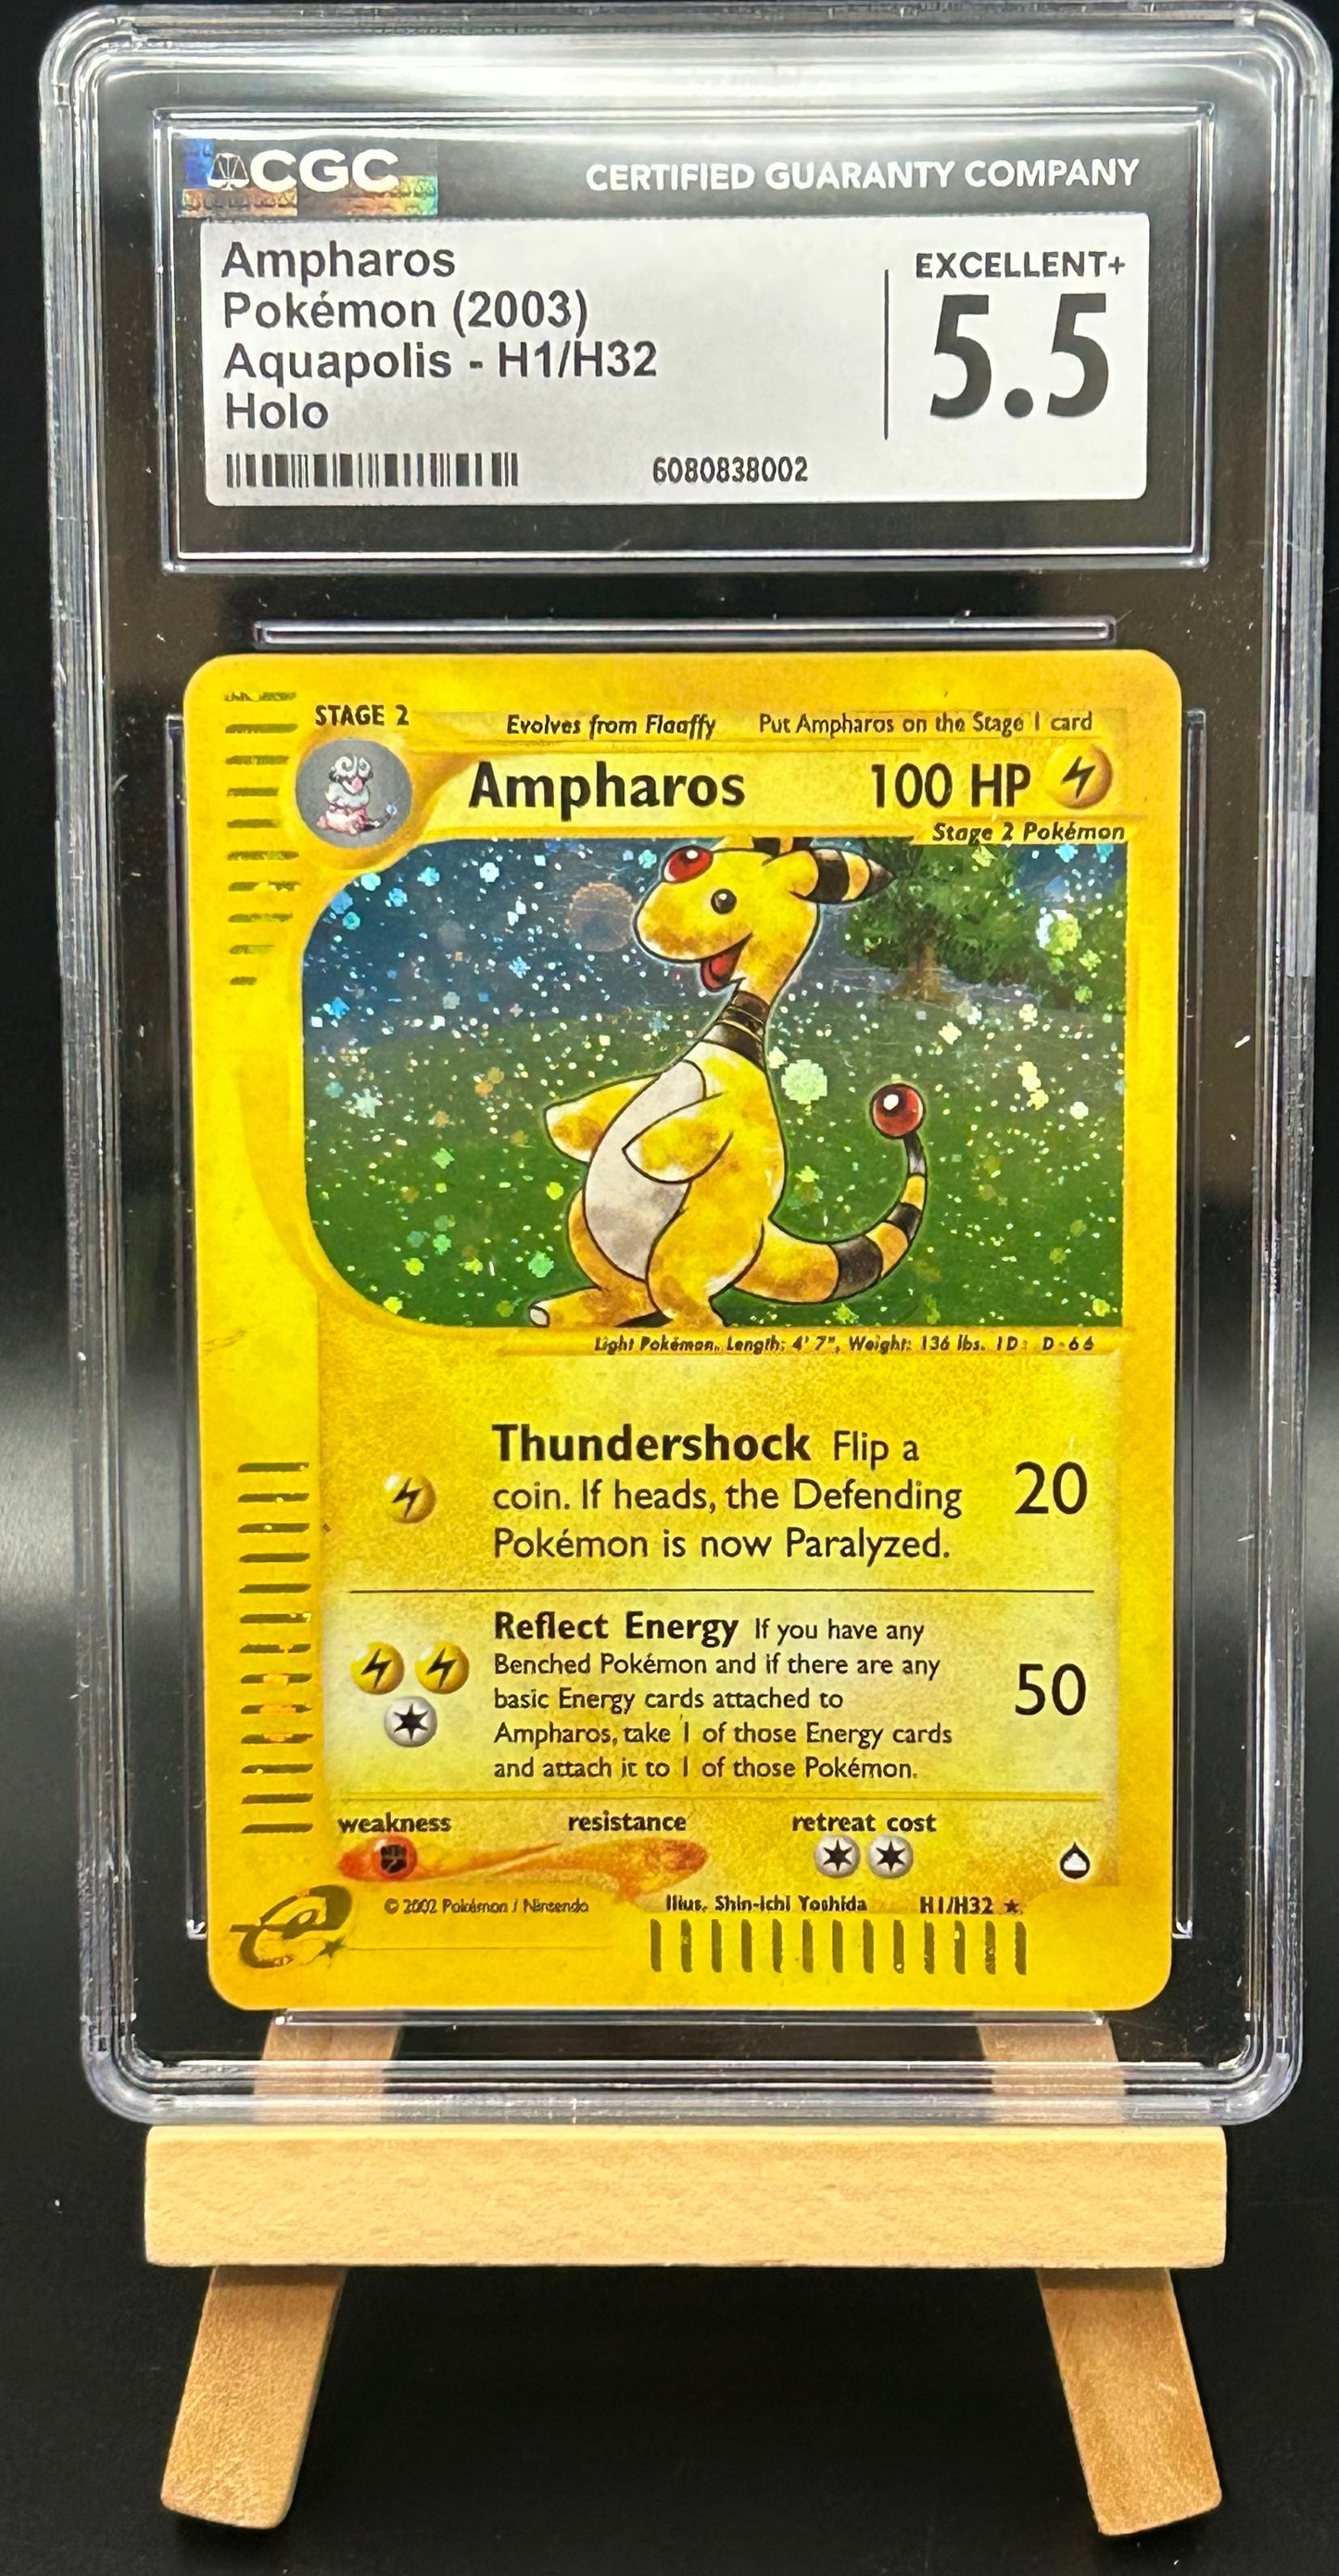 CGC CERTIFIED GUARANTY COMPANY
Ampharos
Pokémon (2003)
Aquapolis - H1/H32
Holo
EXCELLENT+
5.5
6080838002
STAGE 2 Evolves from Flaaffy Put Ampharos on the Stage 1 card
Ampharos 100 HP
Stage 2 Pokémon
Light Pokémon. Length: 4' 7", Weight: 136 lbs. ID: D-66
Thundershock Flip a
coin. If heads, the Defending
Pokémon is now Paralyzed.
20
Reflect Energy If you have any
Benched Pokémon and if there are any
basic Energy cards attached to
Ampharos, take 1 of those Energy cards
and attach it to 1 of those Pokémon.
50
weakness resistance retreat cost
e © 2002 Pokémon / Nintendo Illus. Shin-ichi Yoshida H1/H32 ★